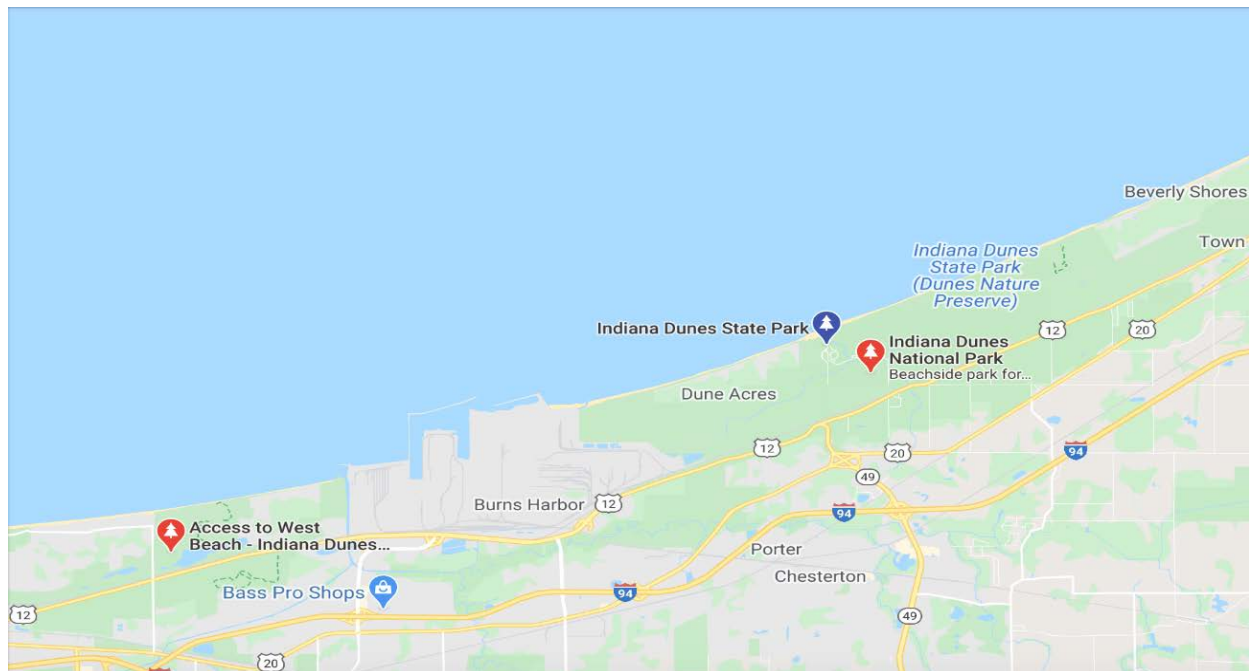 Beverly Shores
Town
Indiana Dunes
State Park
(Dunes Nature
Preserve)
Indiana Dunes State Park
12
20
Indiana Dunes
National Park
Beachside park for...
Dune Acres
12
20
94
49
Burns Harbor
12
94
Access to West
Beach - Indiana Dunes...
Porter
Chesterton
Bass Pro Shops
94
12
49
20